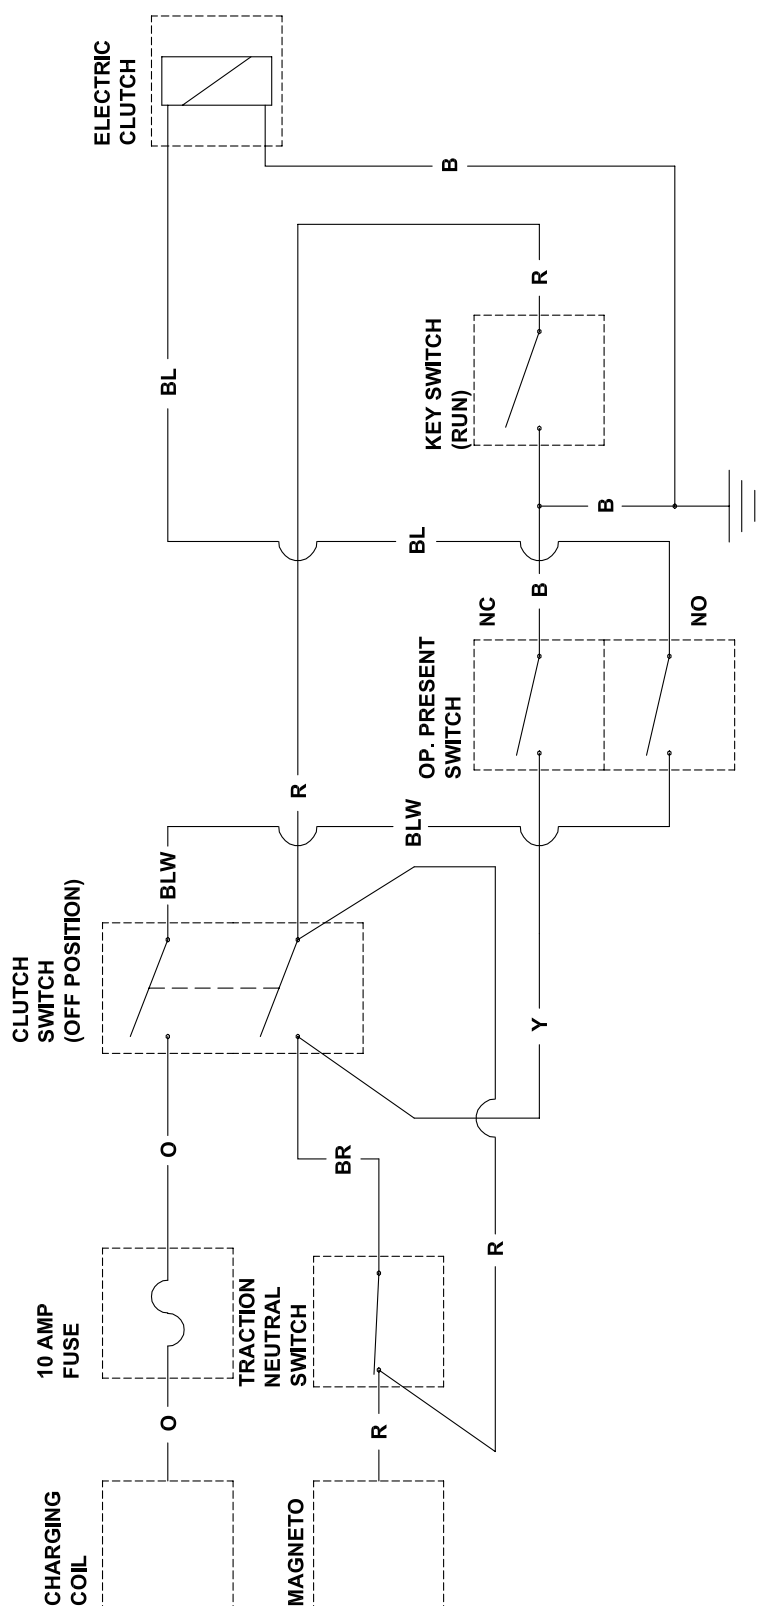 ELECTRIC
CLUTCH
B
R
BL
KEY SWITCH
(RUN)
B
BL
B
NC
NO
OP. PRESENT
SWITCH
R
BLW
BLW
CLUTCH
SWITCH
(OFF POSITION)
Y
O
BR
R
10 AMP
FUSE
TRACTION
NEUTRAL
SWITCH
O
R
CHARGING
COIL
MAGNETO